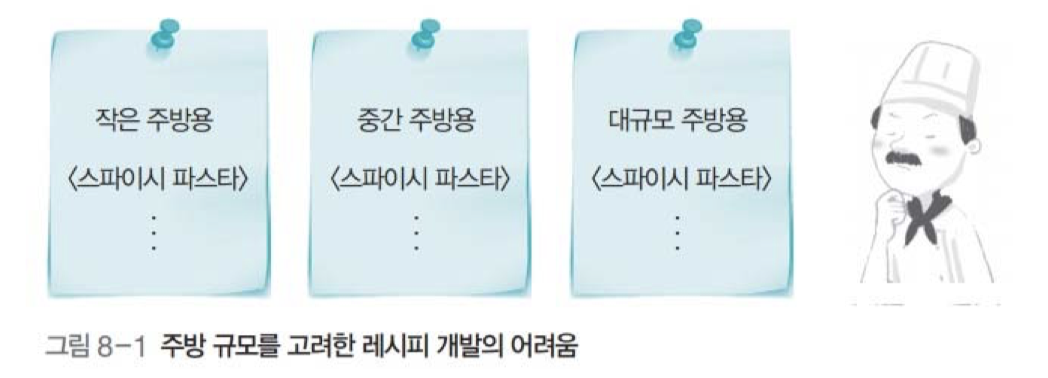 작은 주방용
<스파이시 파스타>
⋮
중간 주방용
<스파이시 파스타>
⋮
대규모 주방용
<스파이시 파스타>
⋮
그림 8-1 주방 규모를 고려한 레시피 개발의 어려움